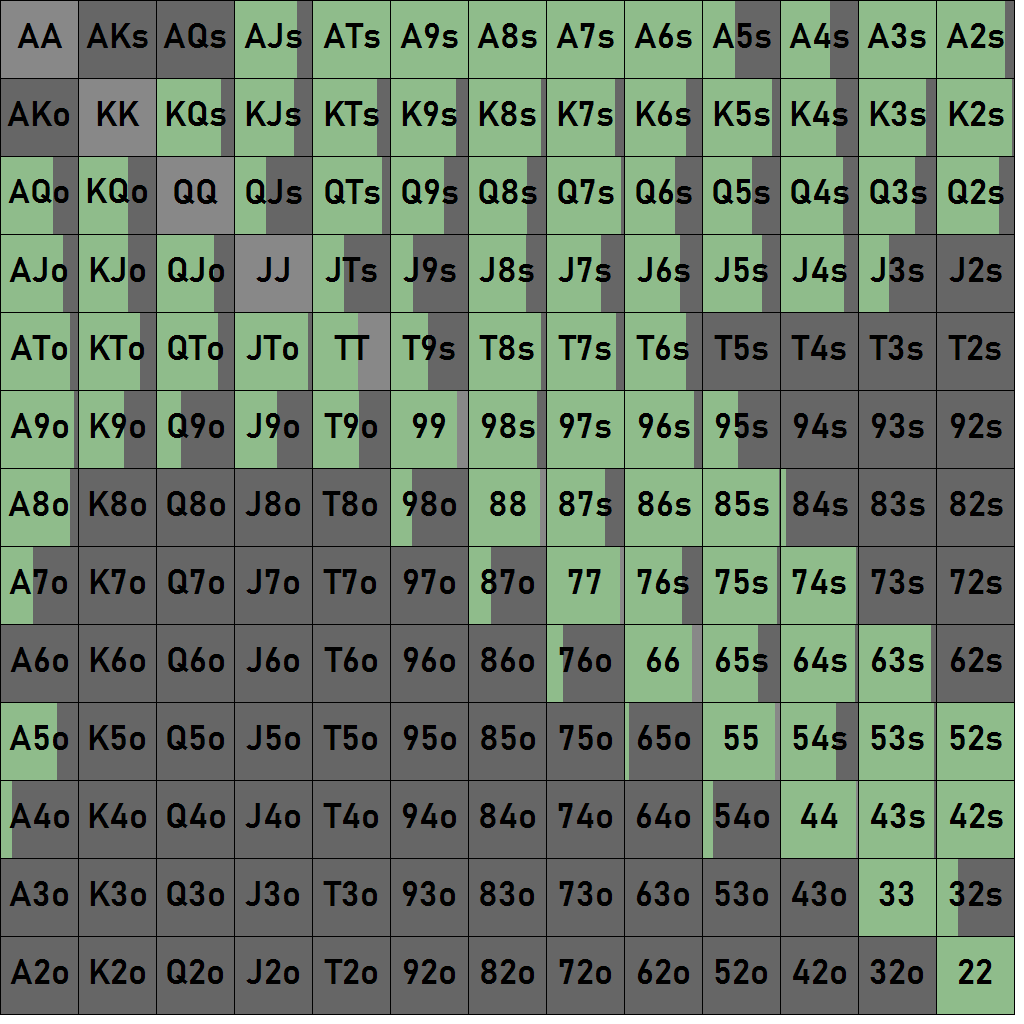 AA AKs AQs AJs ATs A9s A8s A7s A6s A5s A4s A3s A2s
AKo KK KQs KJs KTs K9s K8s K7s K6s K5s K4s K3s K2s
AQo KQo QQ QJs QTs Q9s Q8s Q7s Q6s Q5s Q4s Q3s Q2s
AJo KJo QJo JJ JTs J9s J8s J7s J6s J5s J4s J3s J2s
ATo KTo QTo JTo TT T9s T8s T7s T6s T5s T4s T3s T2s
A9o K9o Q9o J9o T9o 99 98s 97s 96s 95s 94s 93s 92s
A8o K8o Q8o J8o T8o 98o 88 87s 86s 85s 84s 83s 82s
A7o K7o Q7o J7o T7o 97o 87o 77 76s 75s 74s 73s 72s
A6o K6o Q6o J6o T6o 96o 86o 76o 66 65s 64s 63s 62s
A5o K5o Q5o J5o T5o 95o 85o 75o 65o 55 54s 53s 52s
A4o K4o Q4o J4o T4o 94o 84o 74o 64o 54o 44 43s 42s
A3o K3o Q3o J3o T3o 93o 83o 73o 63o 53o 43o 33 32s
A2o K2o Q2o J2o T2o 92o 82o 72o 62o 52o 42o 32o 22